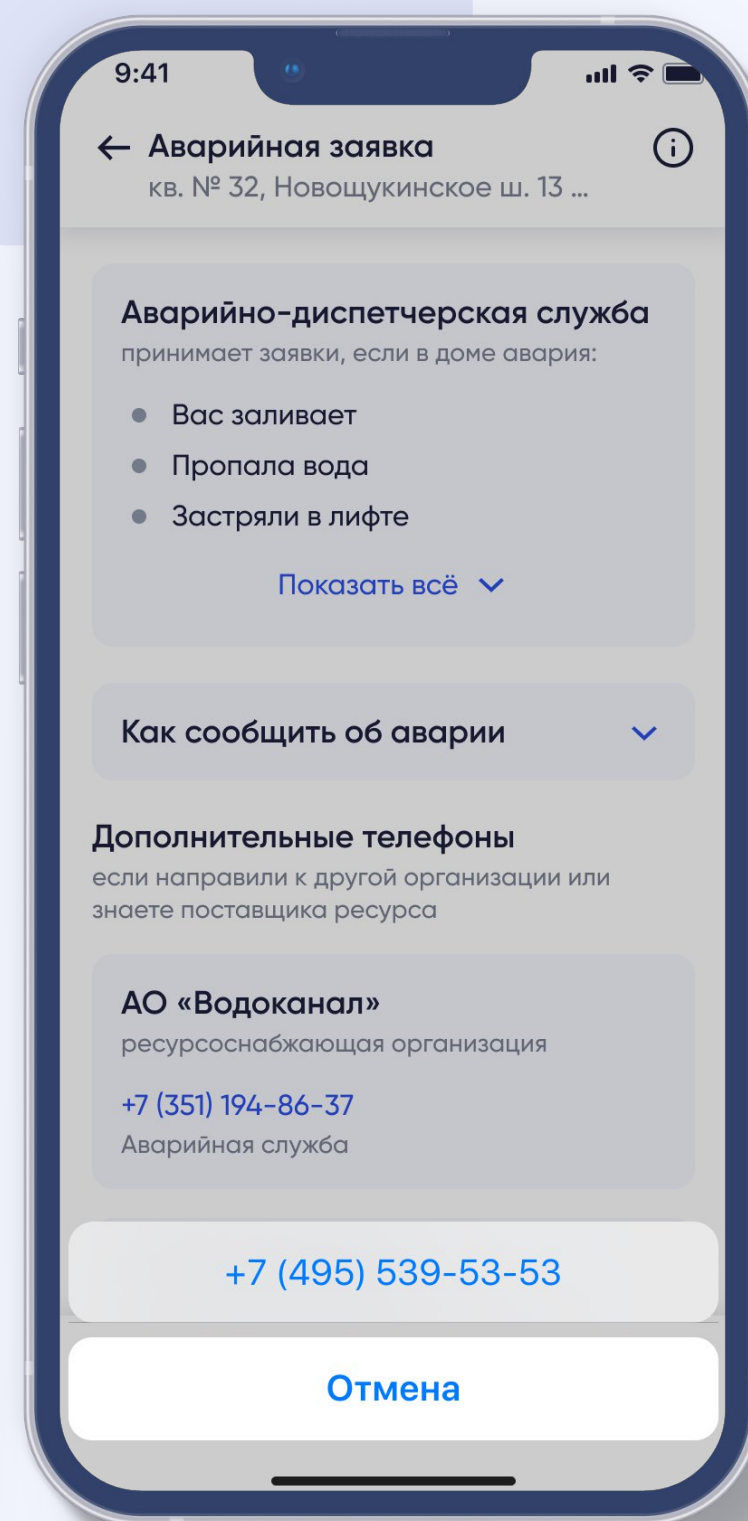 9:41
Аварийная заявка
кв. № 32, Новощукинское ш. 13 ...
Аварийно-диспетчерская служба
принимает заявки, если в доме авария:
Вас заливает
Пропала вода
Застряли в лифте
Показать всё
Как сообщить об аварии
Дополнительные телефоны
если направили к другой организации или
знаете поставщика ресурса
АО «Водоканал»
ресурсоснабжающая организация
+7 (351) 194-86-37
Аварийная служба
+7 (495) 539-53-53
Отмена